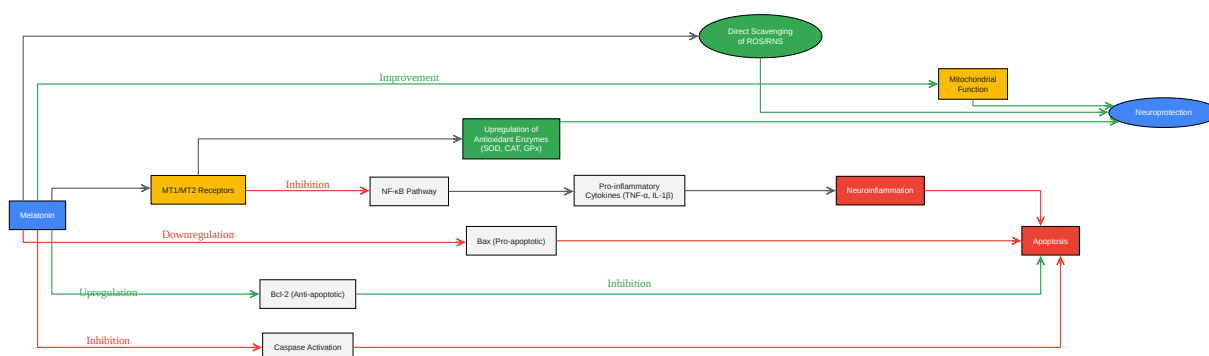 Direct Scavenging
of ROS/RNS
Improvement
Mitochondrial
Function
Neuroprotection
Upregulation of
Antioxidant Enzymes
(SOD, CAT, GPx)
MT1/MT2 Receptors
Inhibition
NF-κB Pathway
Pro-inflammatory
Cytokines (TNF-α, IL-1β)
Neuroinflammation
Melatonin
Downregulation
Bax (Pro-apoptotic)
Apoptosis
Upregulation
Bcl-2 (Anti-apoptotic)
Inhibition
Inhibition
Caspase Activation